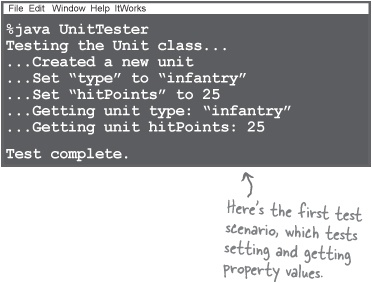 File Edit Window Help ItWorks
%java UnitTester
Testing the Unit class...
...Created a new unit
...Set “type” to “infantry”
...Set “hitPoints” to 25
...Getting unit type: “infantry”
...Getting unit hitPoints: 25
Test complete.
Here's the first test
scenario, which tests
setting and getting
property values.